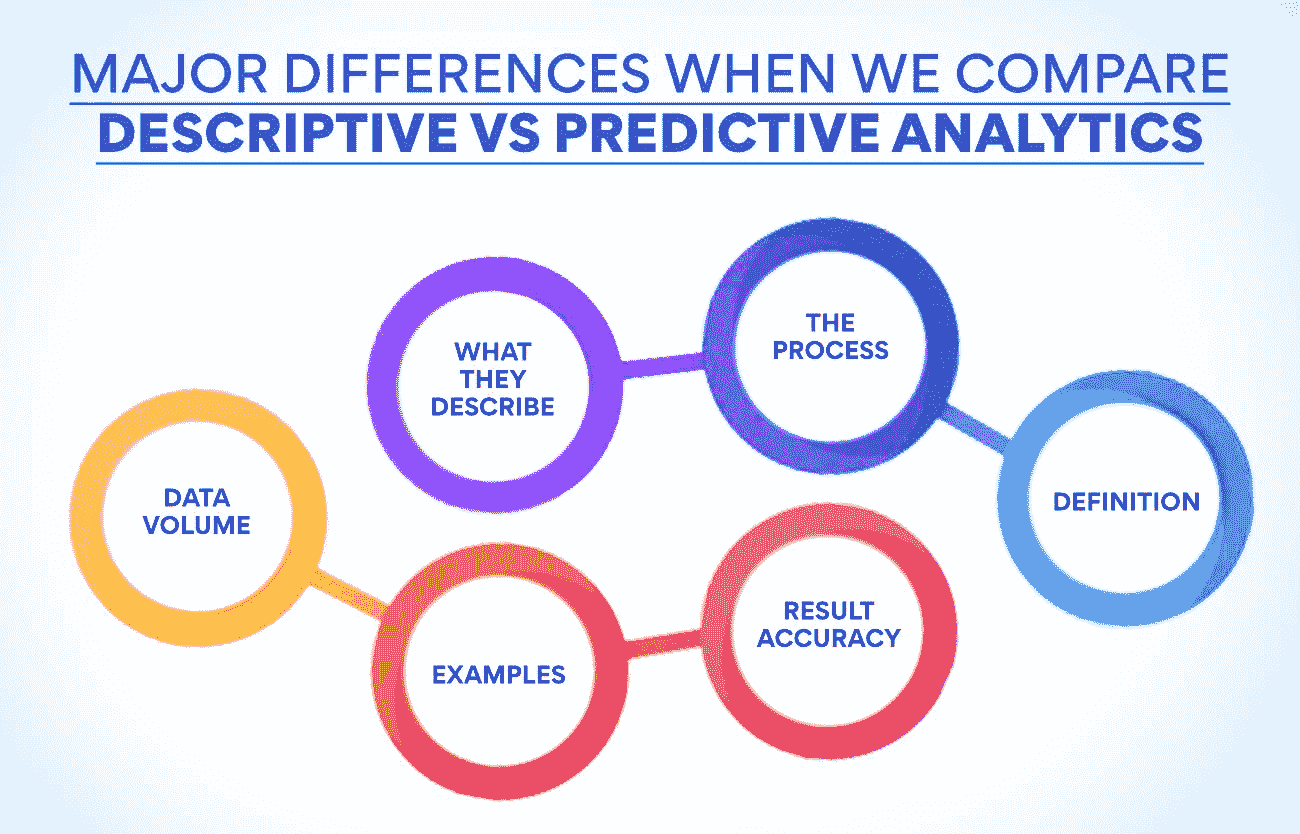 MAJOR DIFFERENCES WHEN WE COMPARE
DESCRIPTIVE VS PREDICTIVE ANALYTICS
WHAT
THEY
DESCRIBE
THE
PROCESS
DATA
VOLUME
DEFINITION
EXAMPLES
RESULT
ACCURACY